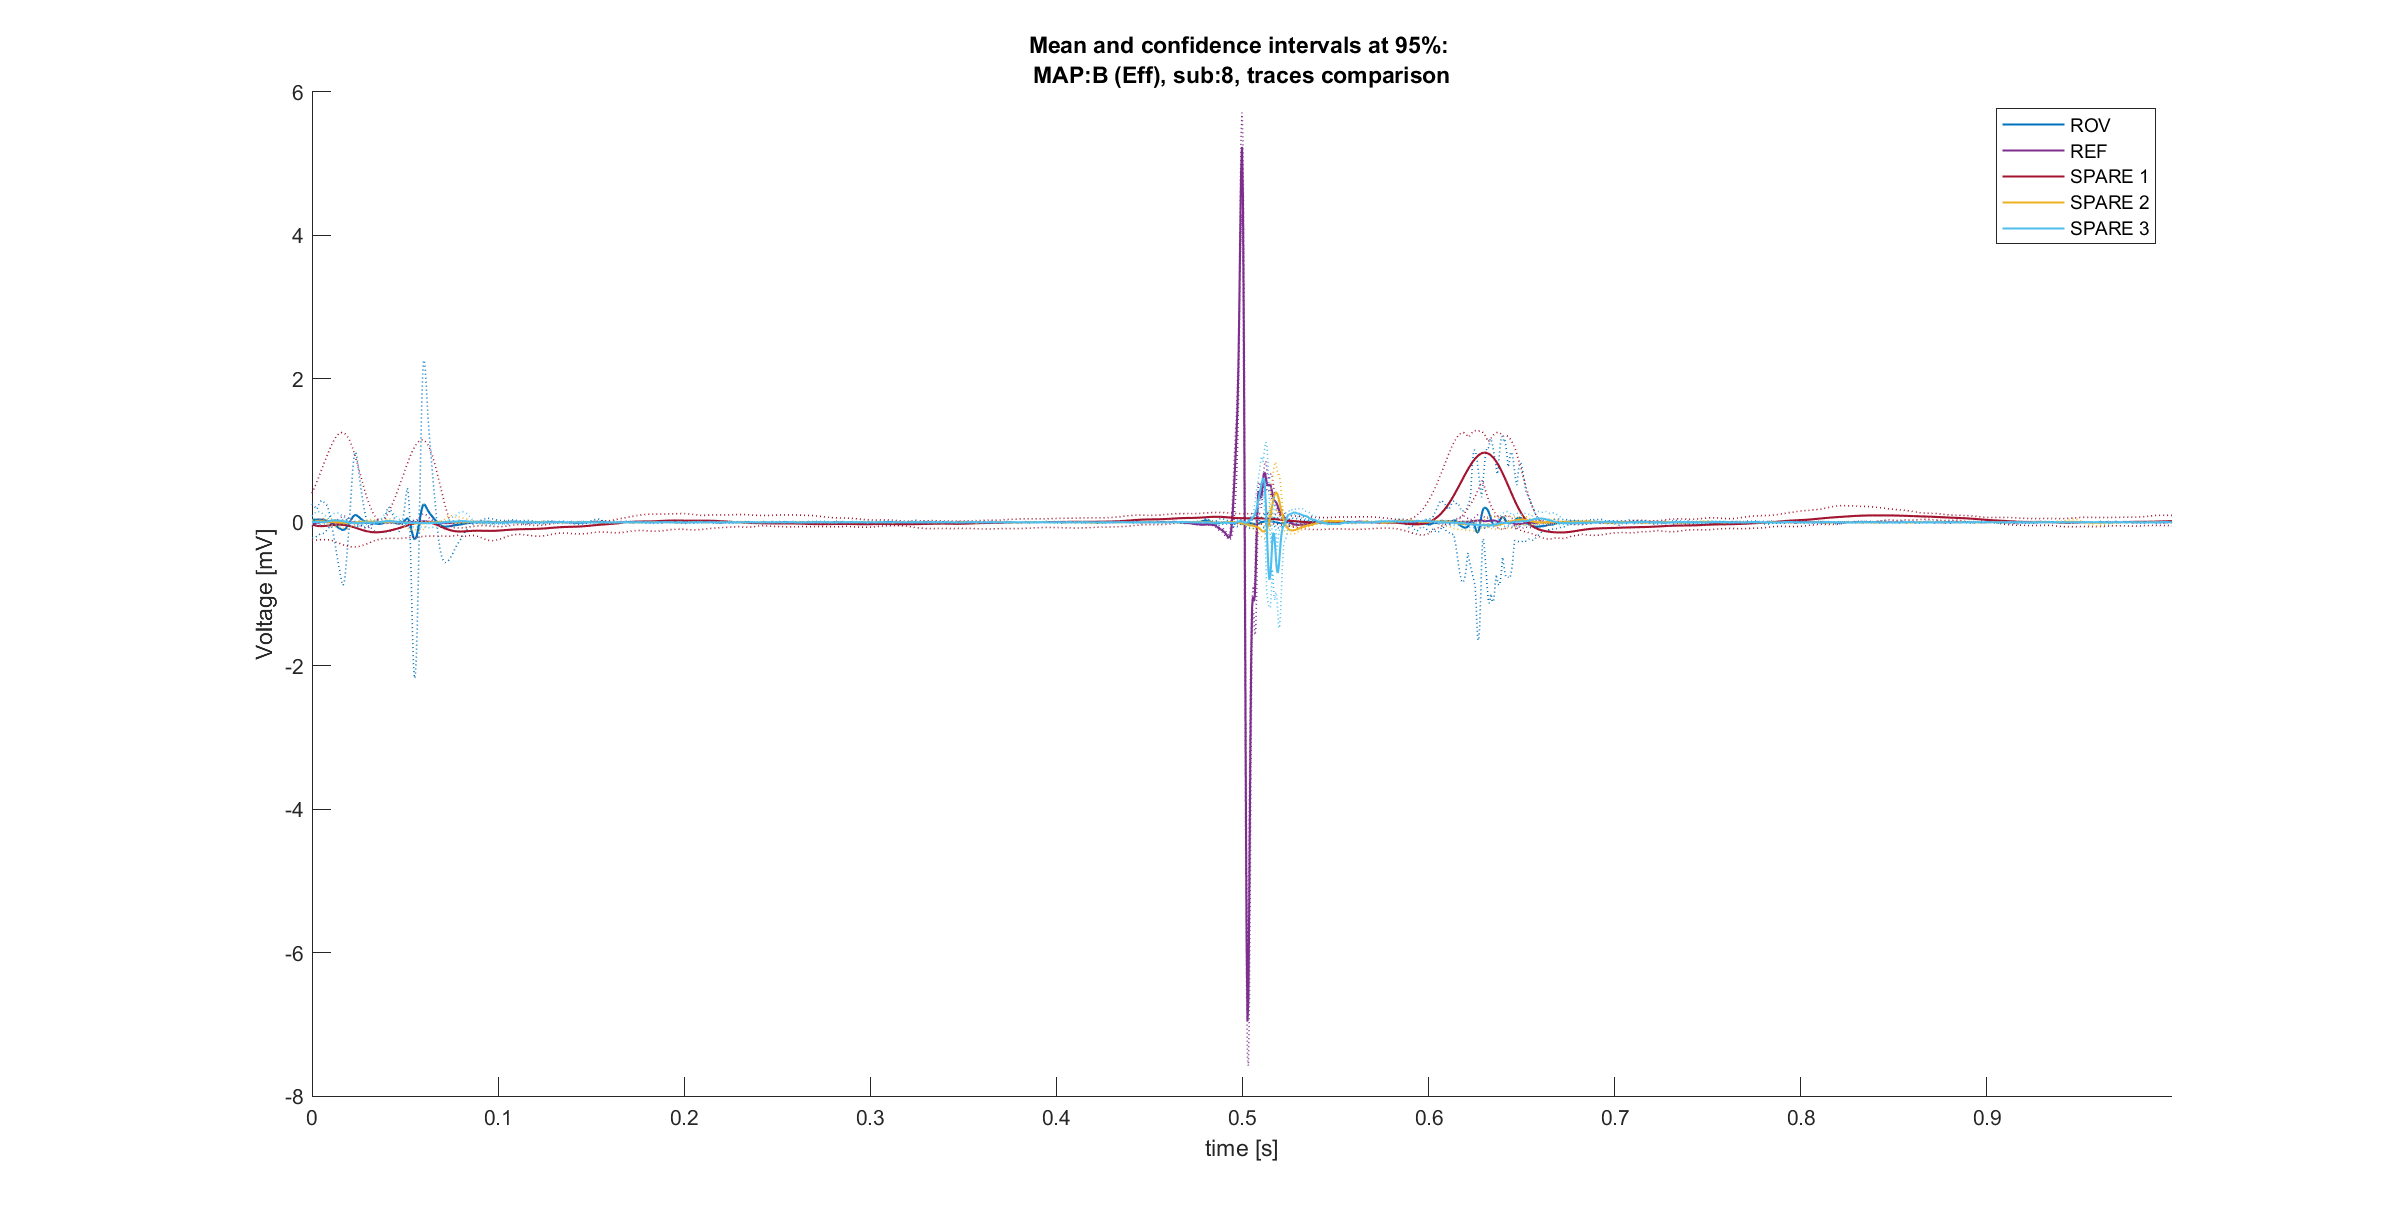 Mean and confidence intervals at 95%:
MAP:B (Eff), sub:8, traces comparison
ROV
REF
SPARE 1
SPARE 2
SPARE 3
6
4
2
0
-2
-4
-6
-8
Voltage [mV]
0 0.1 0.2 0.3 0.4 0.5 0.6 0.7 0.8 0.9
time [s]